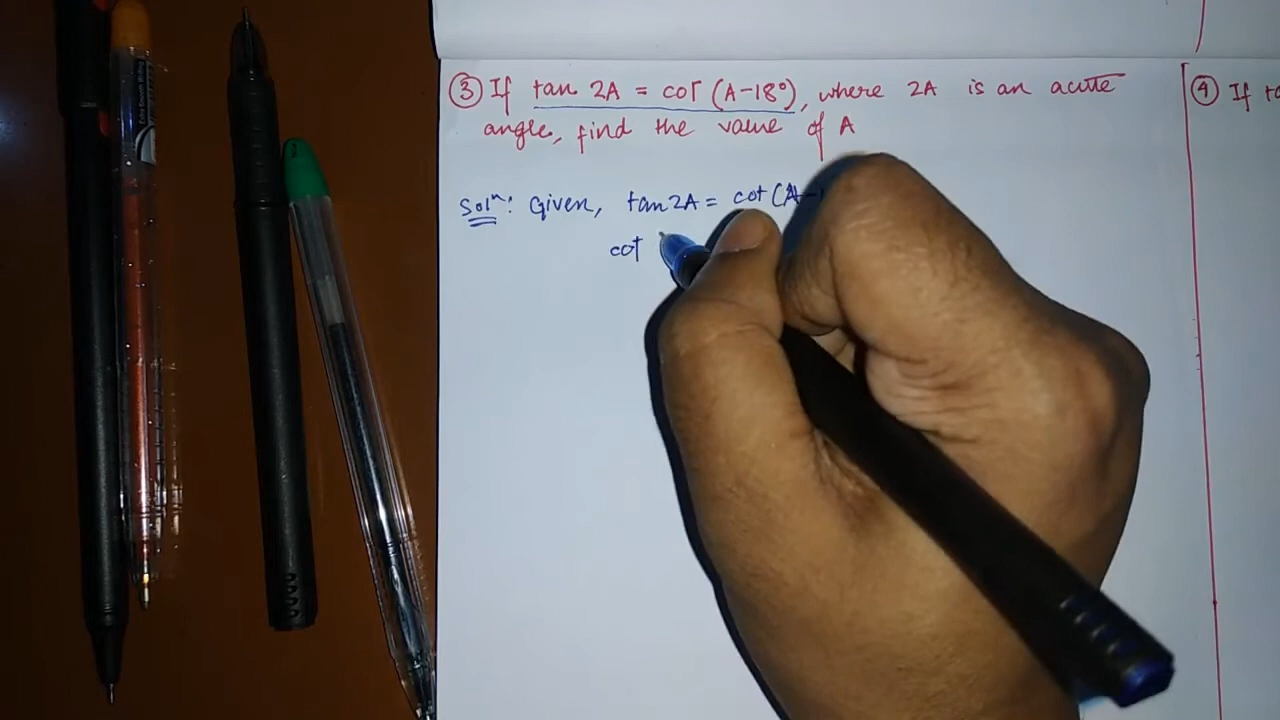 ③ If tan 2A = cot (A-18°), where 2A is an acute
angle, find the value of A
Solⁿ: Given, tan 2A = cot (A-
cot
④ If